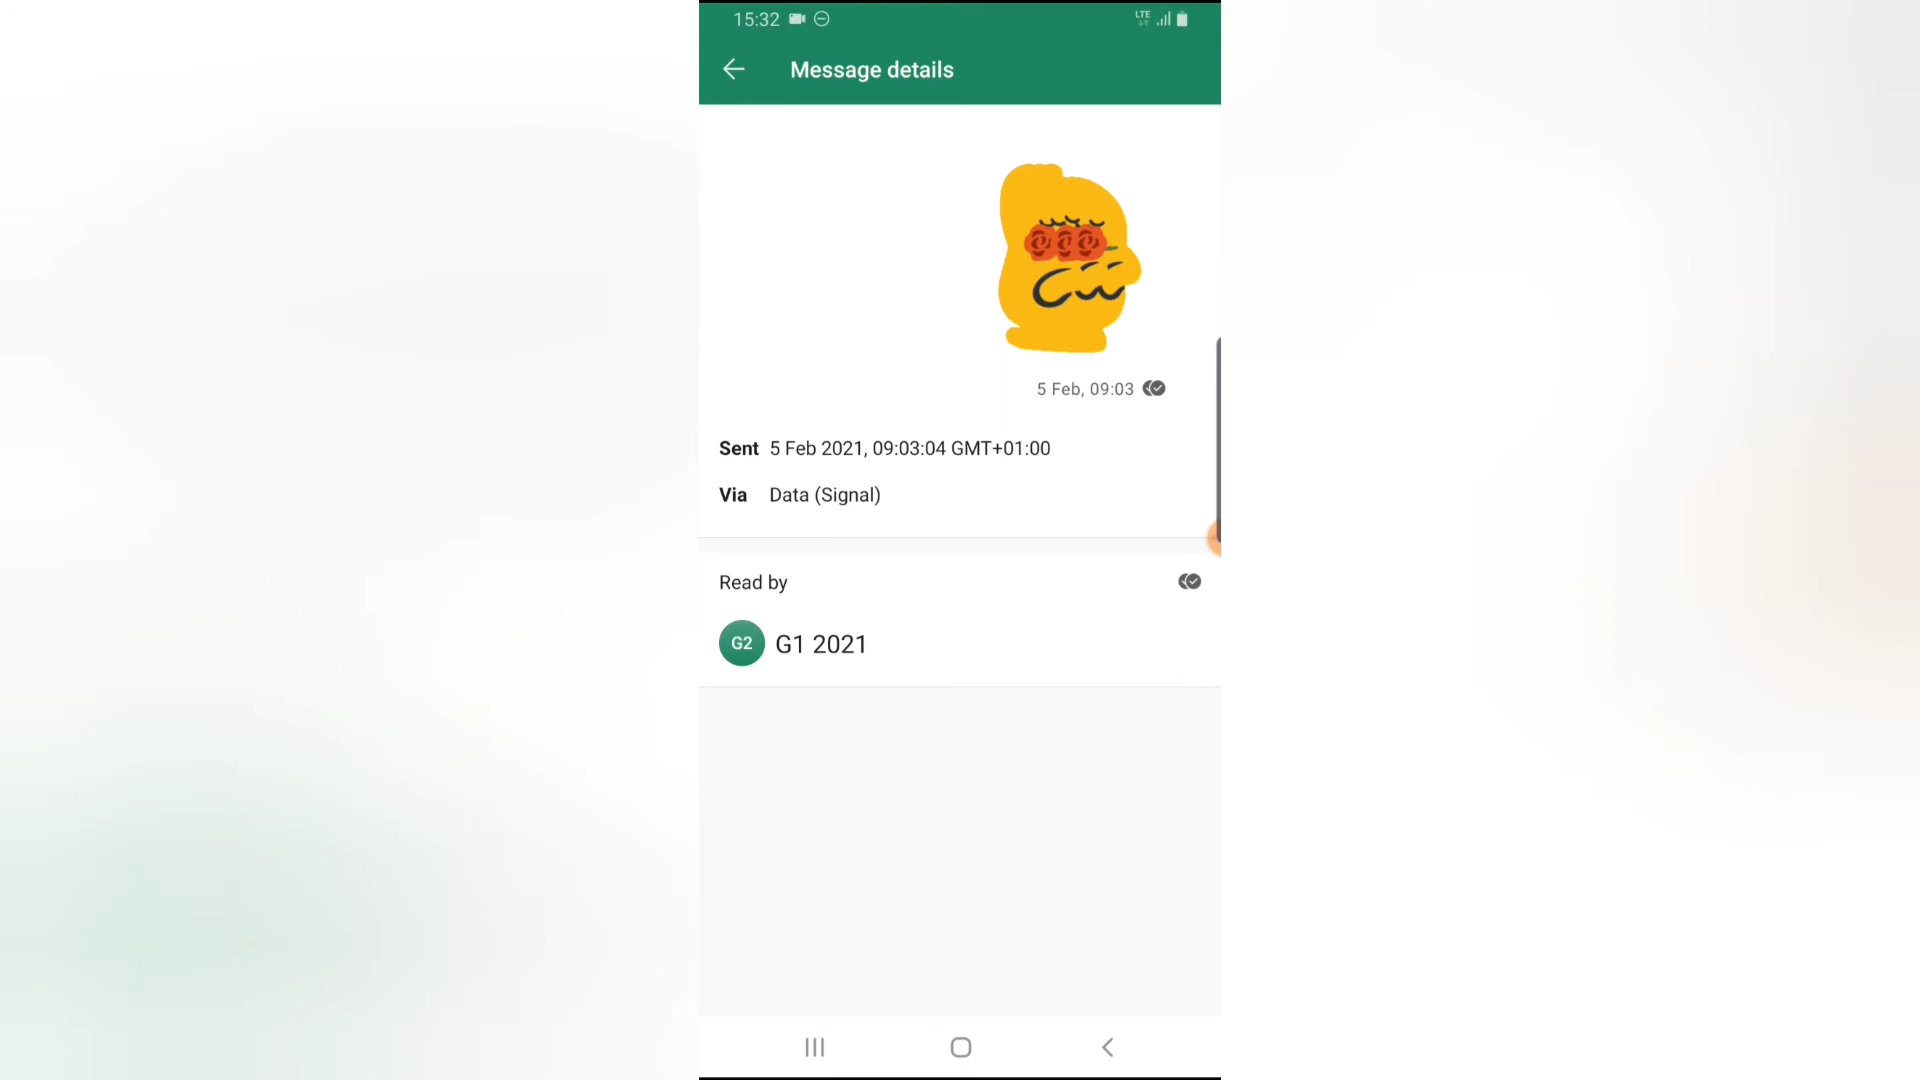 15:32
LTE
Message details
5 Feb, 09:03
Sent 5 Feb 2021, 09:03:04 GMT+01:00
Via Data (Signal)
Read by
G2 G1 2021